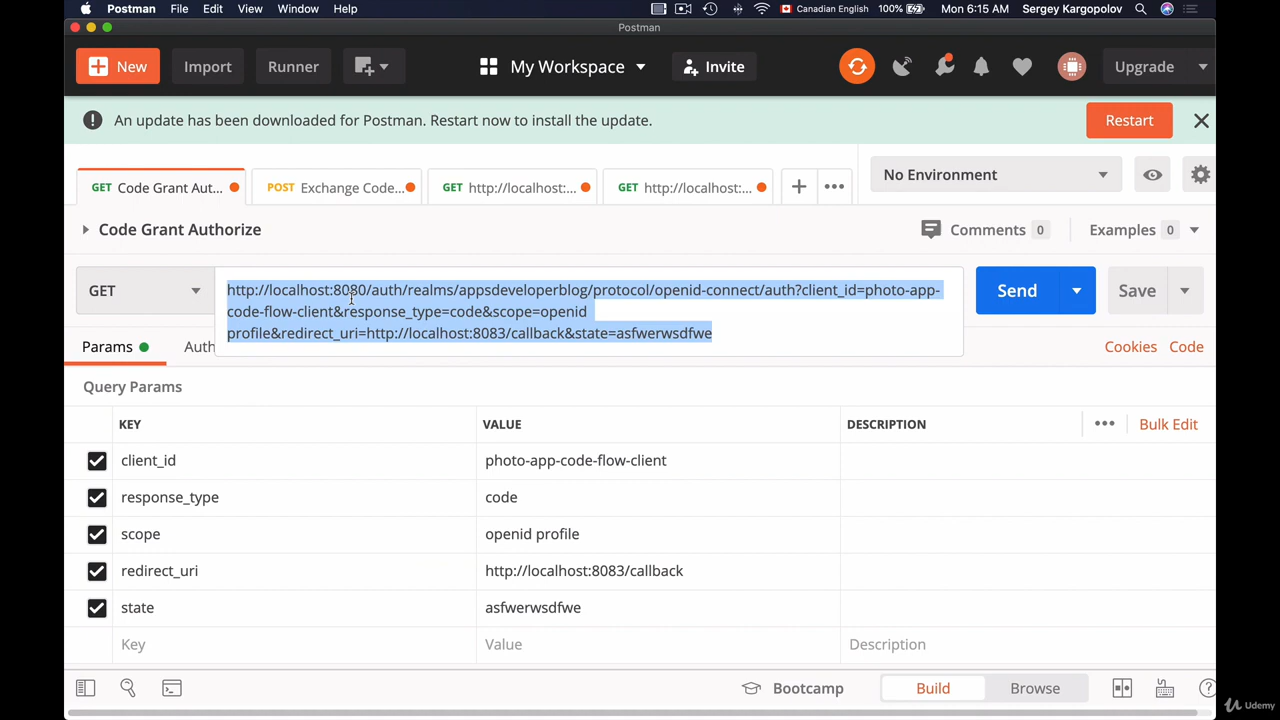 Postman File Edit View Window Help Canadian English 100% Mon 6:15 AM Sergey Kargopolov
Postman
New Import Runner My Workspace Invite Upgrade
An update has been downloaded for Postman. Restart now to install the update. Restart
GET Code Grant Aut... POST Exchange Code... GET http://localhost:... GET http://localhost:... No Environment
Code Grant Authorize Comments 0 Examples 0
GET http://localhost:8080/auth/realms/appsdeveloperblog/protocol/openid-connect/auth?client_id=photo-app- Send Save
code-flow-client&response_type=code&scope=openid
profile&redirect_uri=http://localhost:8083/callback&state=asfwerwsdfwe
Params Auth Cookies Code
Query Params
KEY VALUE DESCRIPTION Bulk Edit
client_id photo-app-code-flow-client
response_type code
scope openid profile
redirect_uri http://localhost:8083/callback
state asfwerwsdfwe
Key Value Description
Bootcamp Build Browse
Udemy